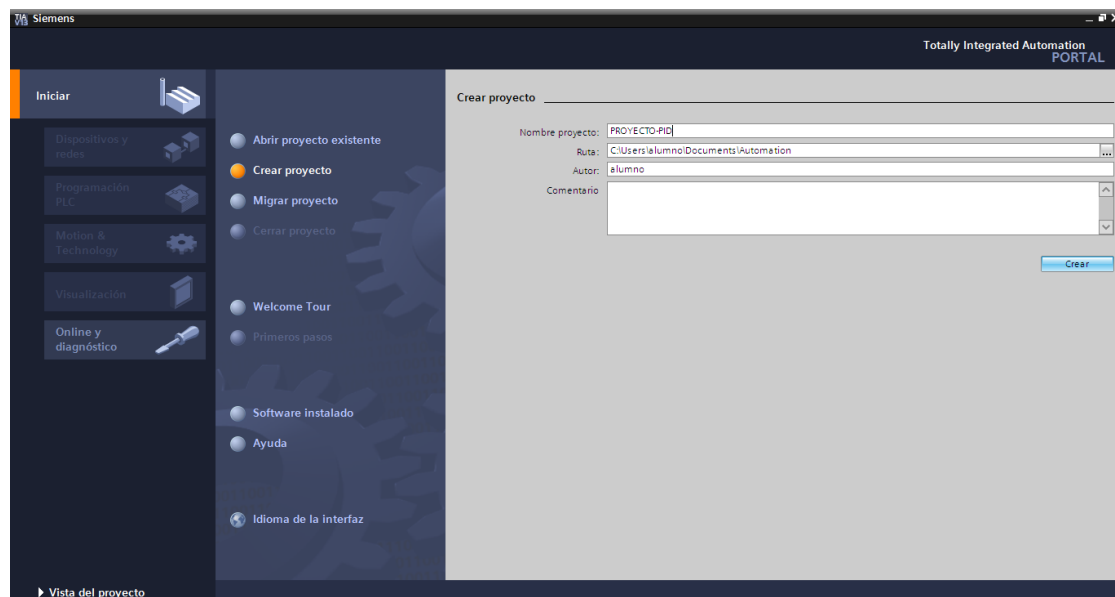 TIA
V13
Siemens
Totally Integrated Automation
PORTAL
Iniciar
Dispositivos y
redes
Programación
PLC
Motion &
Technology
Visualización
Online y
diagnóstico
Abrir proyecto existente
Crear proyecto
Migrar proyecto
Cerrar proyecto
Welcome Tour
Primeros pasos
Software instalado
Ayuda
Idioma de la interfaz
Crear proyecto
Nombre proyecto: PROYECTO-PID
Ruta: C:\Users\alumno\Documents\Automation
...
Autor: alumno
Comentario
Crear
Vista del proyecto